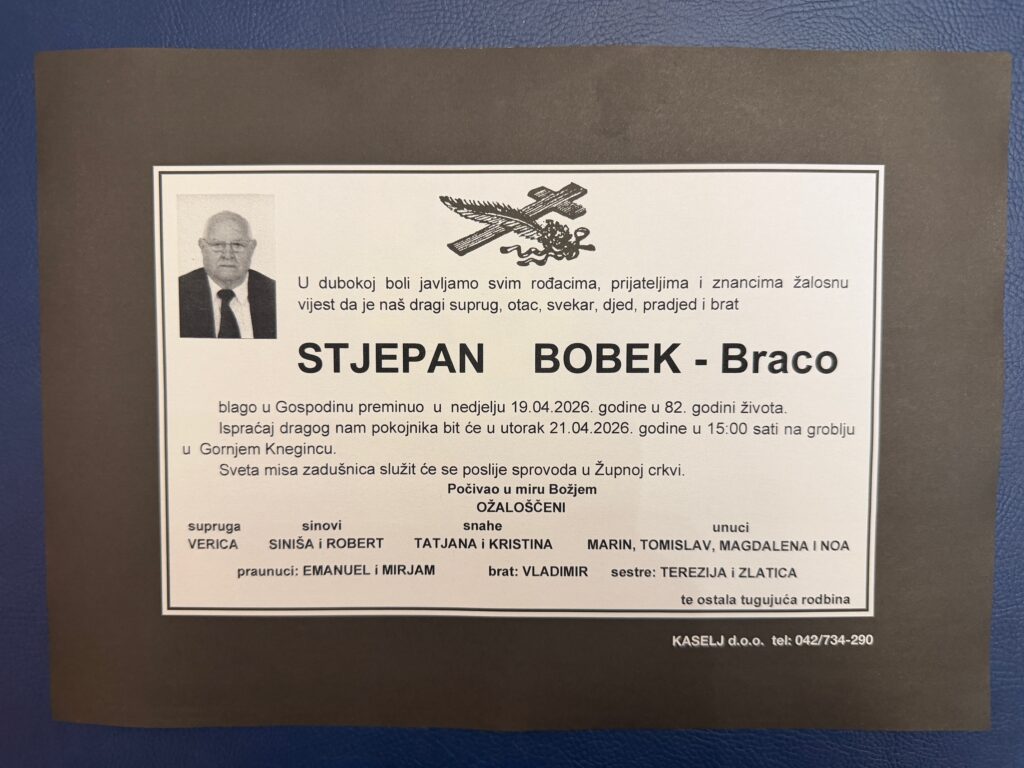 U dubokoj boli javljamo svim rođacima, prijateljima i znancima žalosnu
vijest da je naš dragi suprug, otac, svekar, djed, pradjed i brat
STJEPAN BOBEK - Braco
blago u Gospodinu preminuo u nedjelju 19.04.2026. godine u 82. godini života.
Ispraćaj dragog nam pokojnika bit će u utorak 21.04.2026. godine u 15:00 sati na groblju
u Gornjem Knegincu.
Sveta misa zadušnica služit će se poslije sprovoda u Župnoj crkvi.
Počivao u miru Božjem
OŽALOŠČENI
supruga sinovi snahe unuci
VERICA SINIŠA i ROBERT TATJANA i KRISTINA MARIN, TOMISLAV, MAGDALENA I NOA
praunuci: EMANUEL i MIRJAM brat: VLADIMIR sestre: TEREZIJA i ZLATICA
te ostala tugujuća rodbina
KASELJ d.o.o. tel: 042/734-290